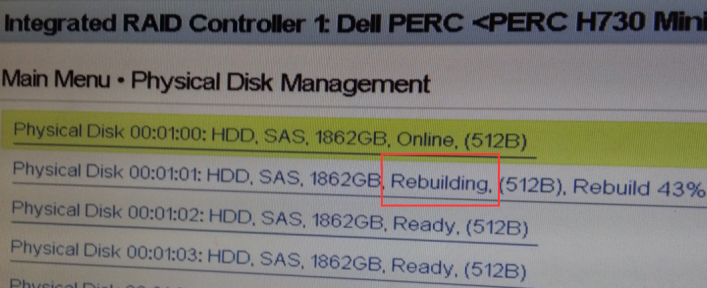 Integrated RAID Controller 1: Dell PERC <PERC H730 Mini
Main Menu • Physical Disk Management
Physical Disk 00:01:00: HDD, SAS, 1862GB, Online, (512B)
Physical Disk 00:01:01: HDD, SAS, 1862GB, Rebuilding, (512B), Rebuild 43%
Physical Disk 00:01:02: HDD, SAS, 1862GB, Ready, (512B)
Physical Disk 00:01:03: HDD, SAS, 1862GB, Ready, (512B)